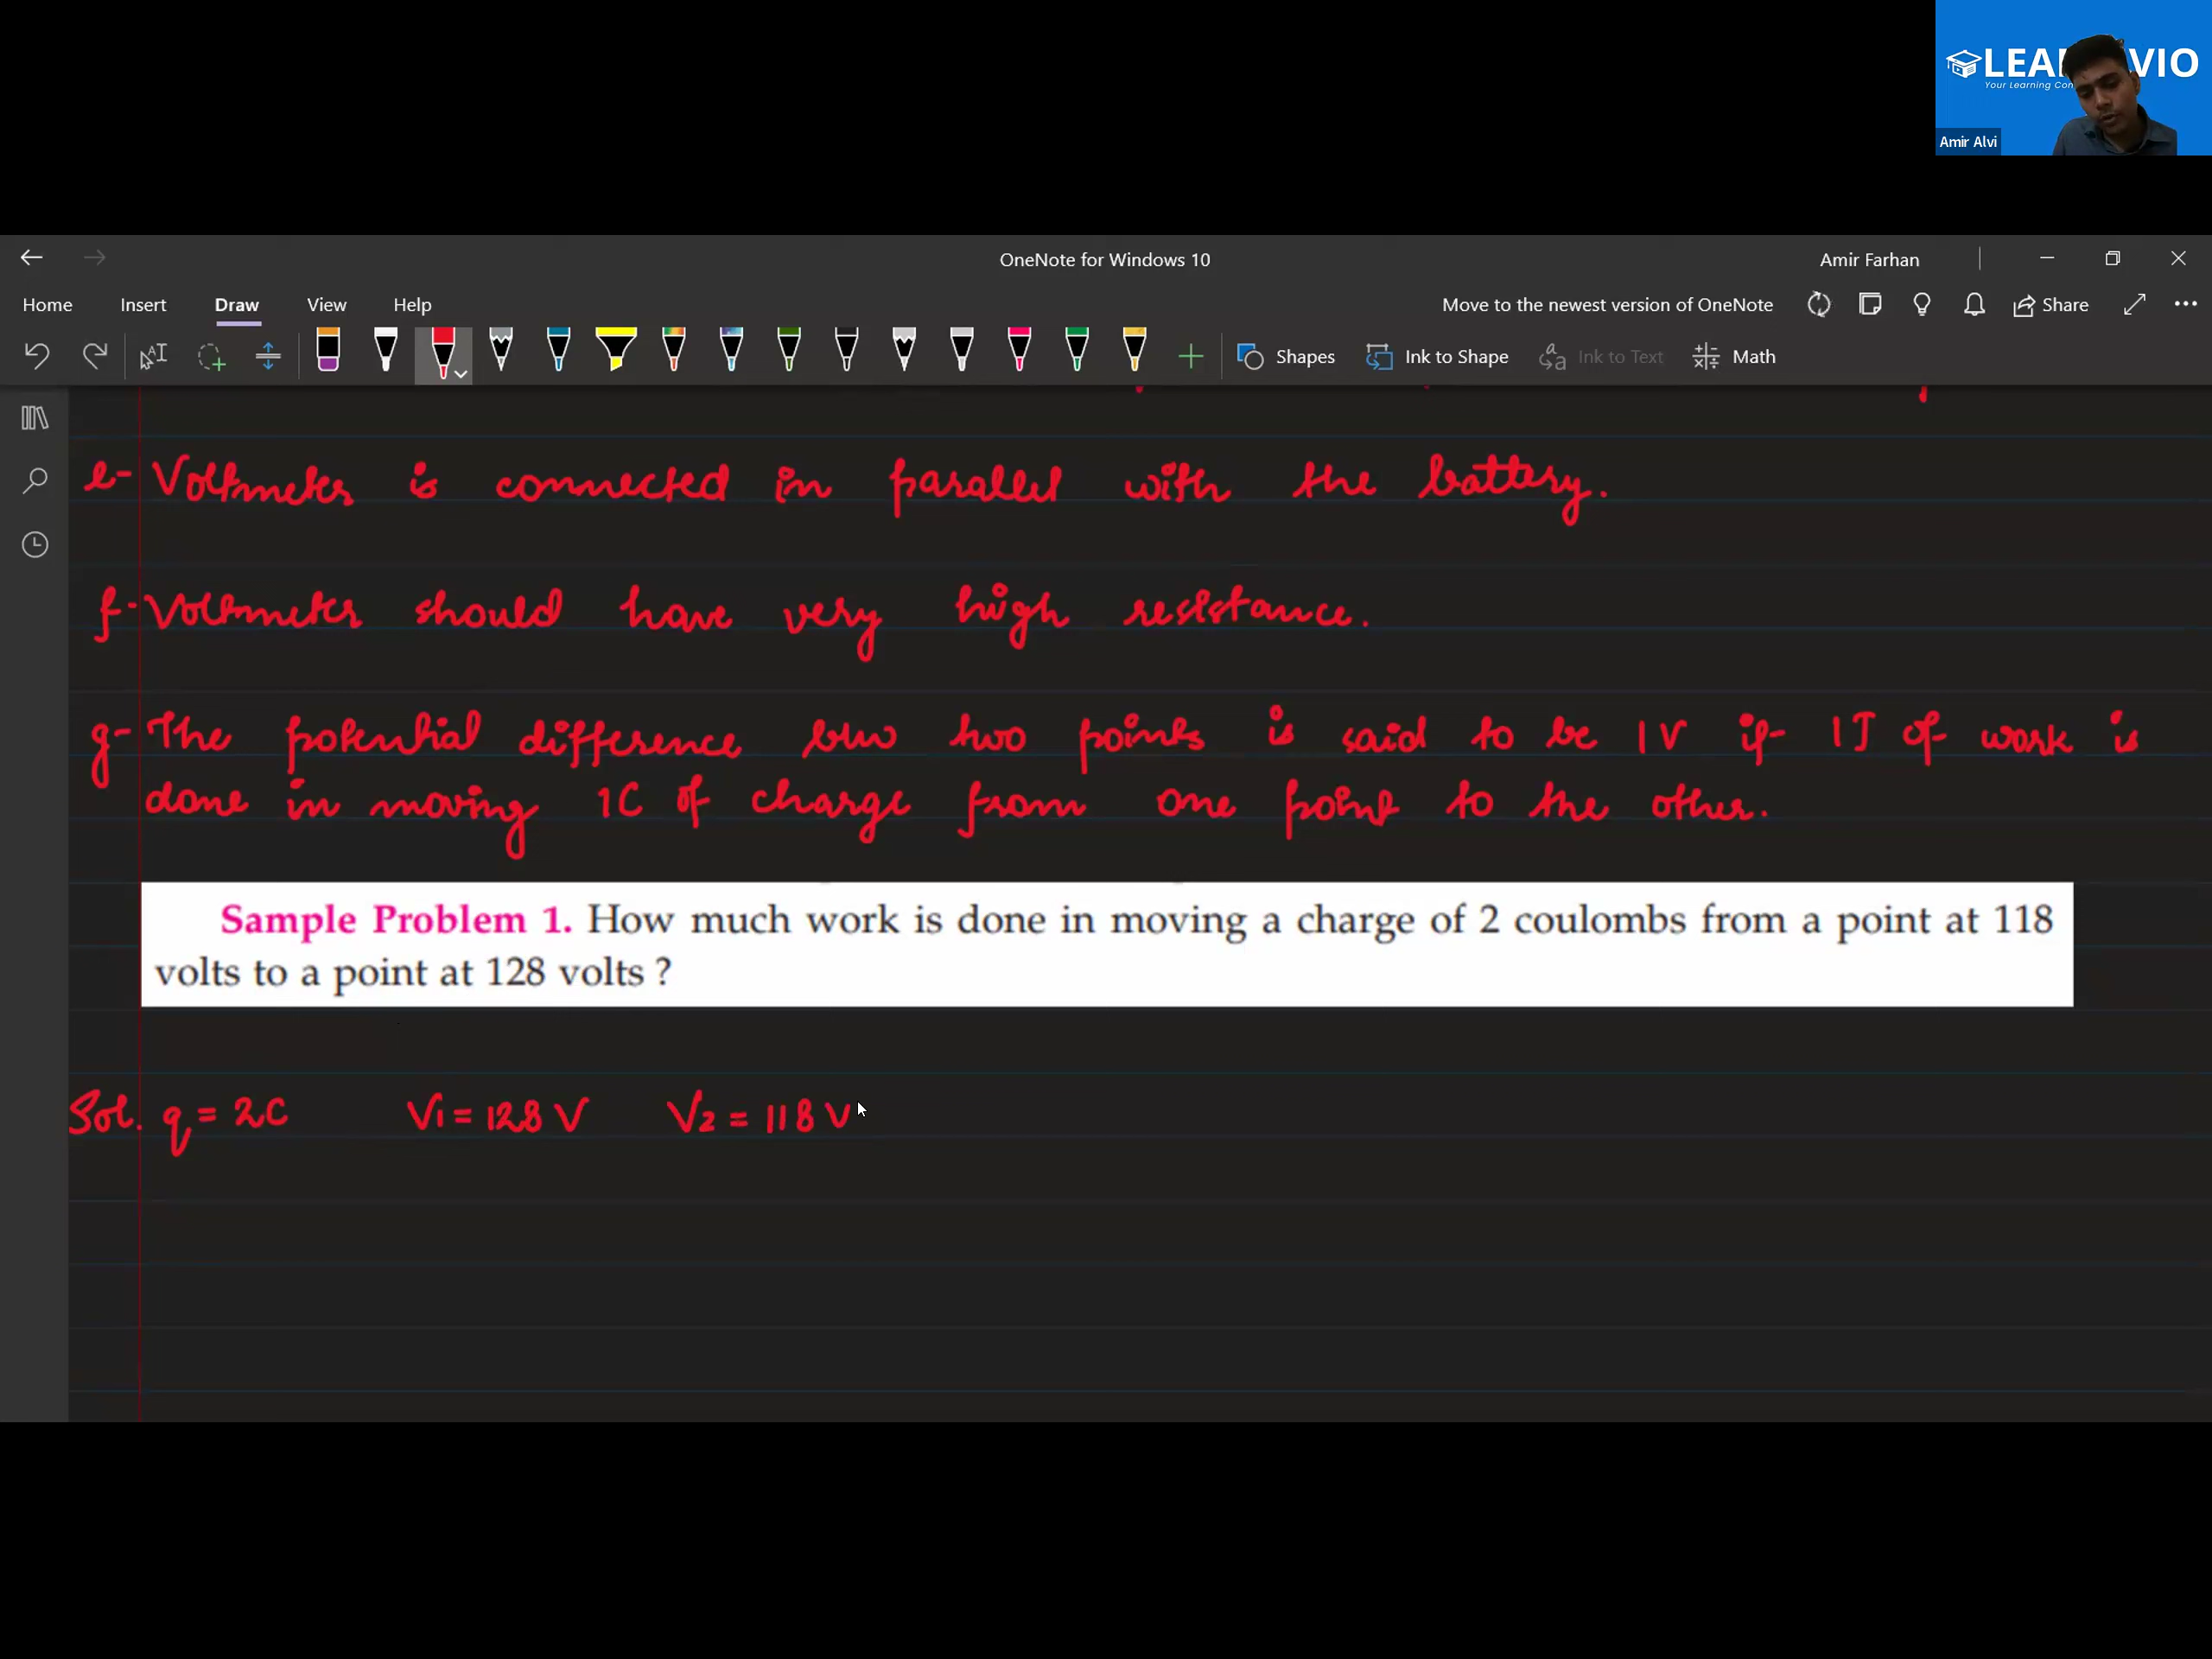 LEA VIO
Your Learning Con
Amir Alvi
OneNote for Windows 10
Amir Farhan
Home Insert Draw View Help
Move to the newest version of OneNote
Share
Shapes Ink to Shape Ink to Text Math
e- Voltmeter is connected in parallel with the battery.
f- Voltmeter should have very high resistance.
g- The potential difference btw two points is said to be 1V if 1J of work is
done in moving 1C of charge from one point to the other.
Sample Problem 1. How much work is done in moving a charge of 2 coulombs from a point at 118
volts to a point at 128 volts ?
Sol. q = 2C V1 = 128 V V2 = 118 V